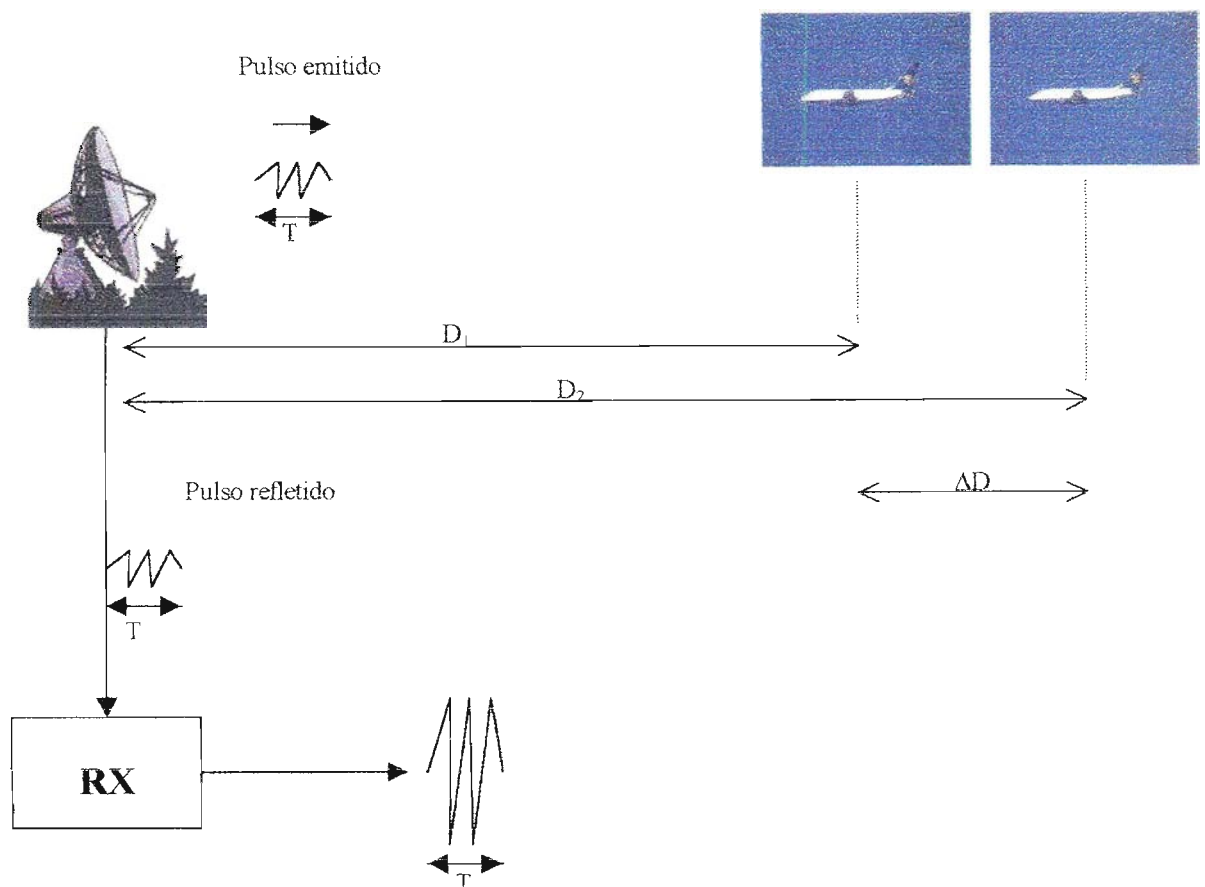 Pulso emitido
T
D₁
D₂
ΔD
Pulso refletido
T
RX
T